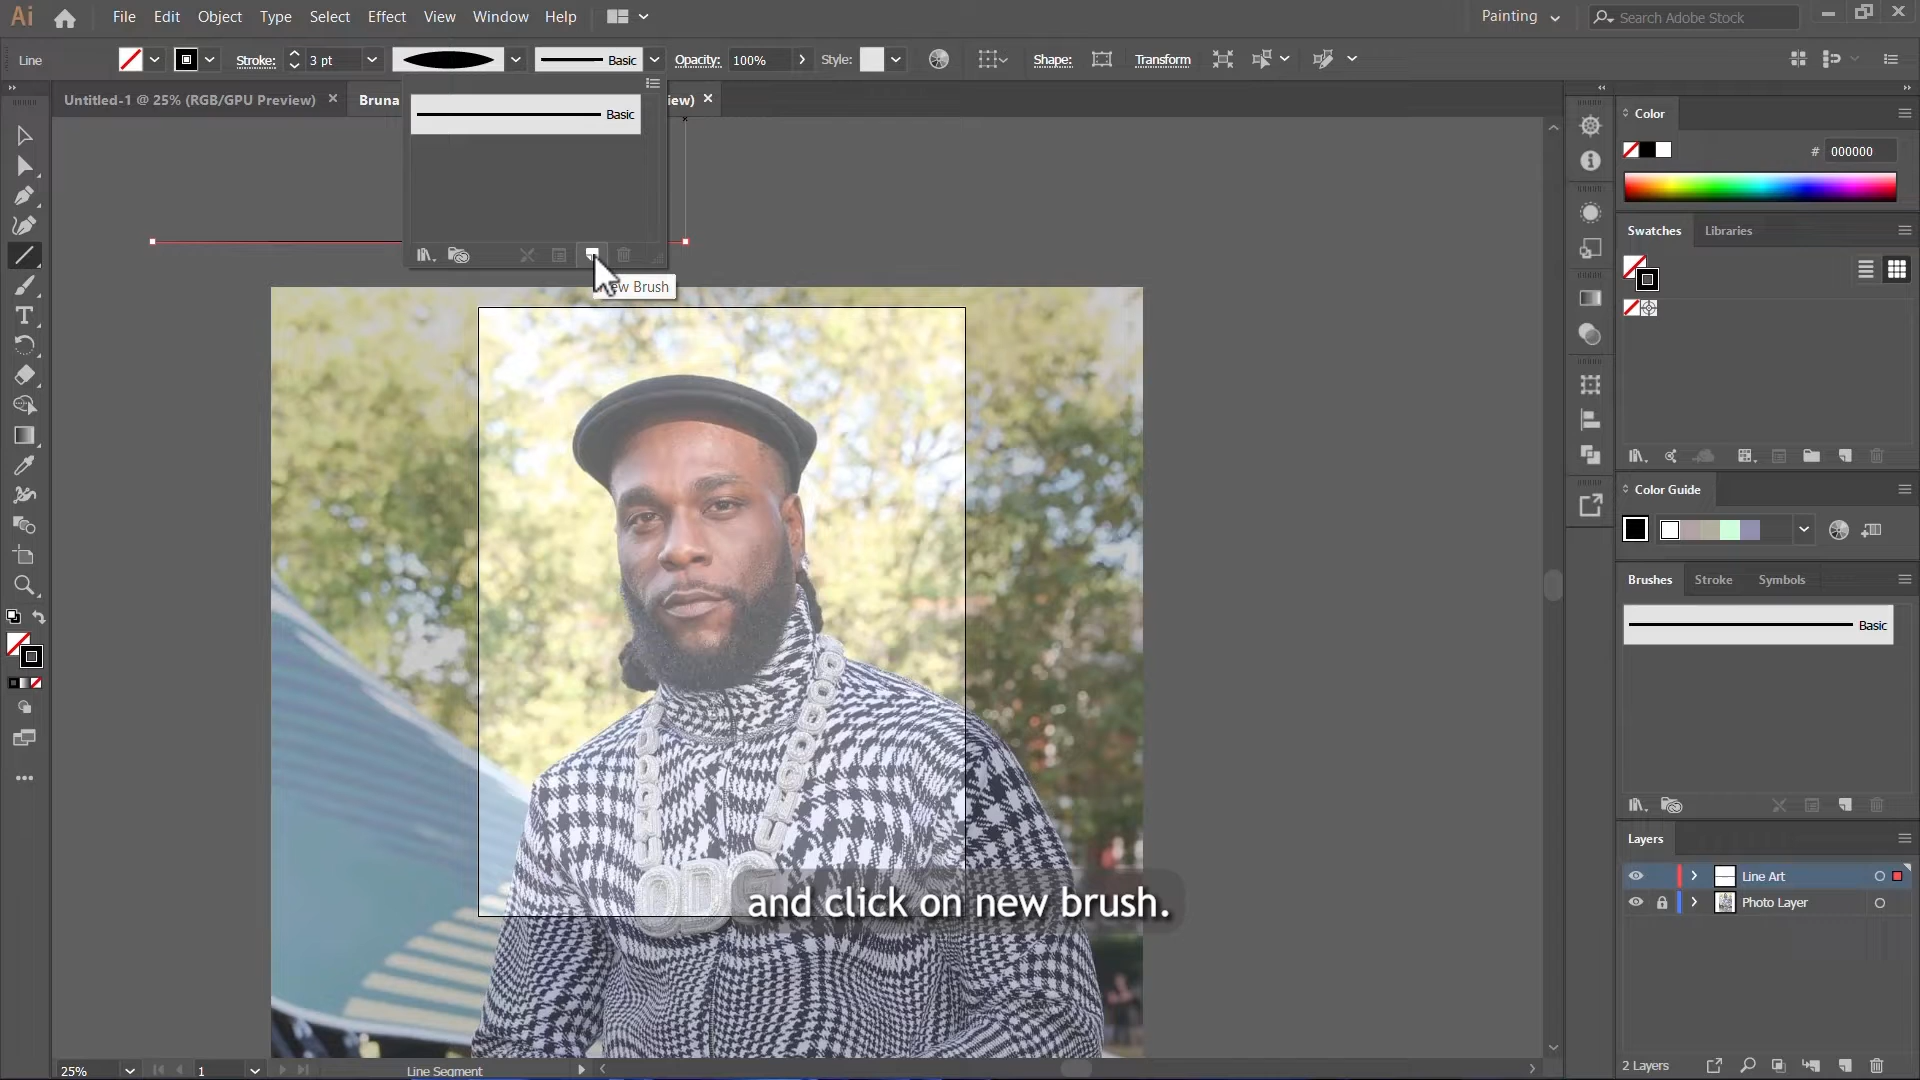 Ai
File Edit Object Type Select Effect View Window Help
Painting
Search Adobe Stock
Line
Stroke:
3 pt
Basic
Opacity:
100%
Style:
Shape:
Transform
Untitled-1 @ 25% (RGB/GPU Preview)
Bruna
iew)
Basic
ew Brush
Color
#
000000
Swatches Libraries
Color Guide
Brushes Stroke Symbols
Basic
Layers
Line Art
Photo Layer
and click on new brush.
25%
1
Line Segment
2 Layers